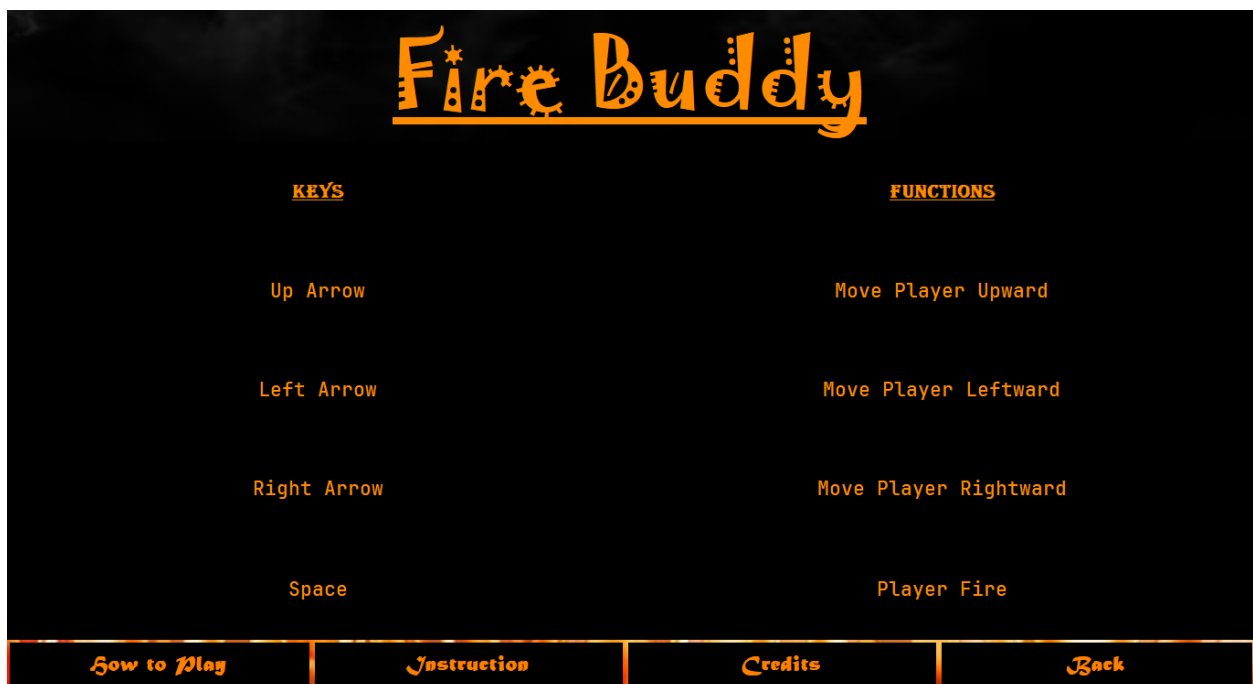 Fire Buddy
KEYS FUNCTIONS
Up Arrow Move Player Upward
Left Arrow Move Player Leftward
Right Arrow Move Player Rightward
Space Player Fire
How to Play Instruction Credits Back